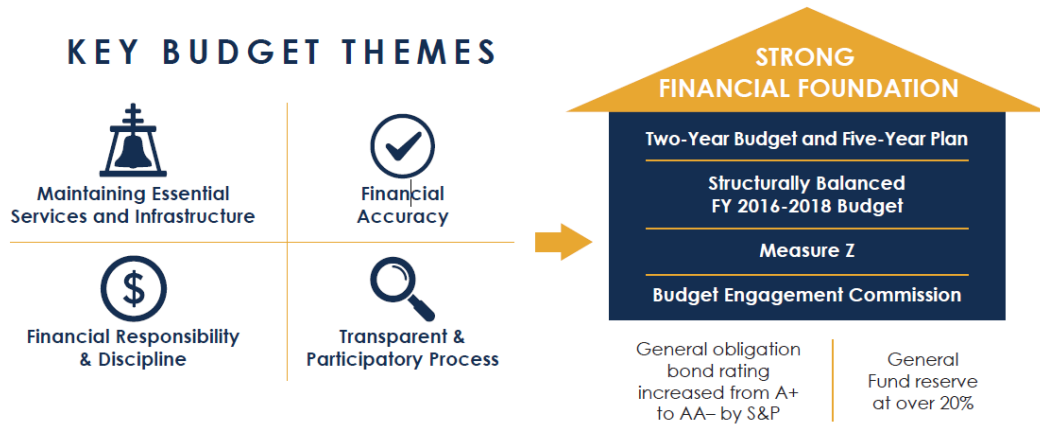 KEY BUDGET THEMES
Maintaining Essential
Services and Infrastructure
Financial
Accuracy
$
Financial Responsibility
& Discipline
Transparent &
Participatory Process
STRONG
FINANCIAL FOUNDATION
Two-Year Budget and Five-Year Plan
Structurally Balanced
FY 2016-2018 Budget
Measure Z
Budget Engagement Commission
General obligation
bond rating
increased from A+
to AA– by S&P
General
Fund reserve
at over 20%